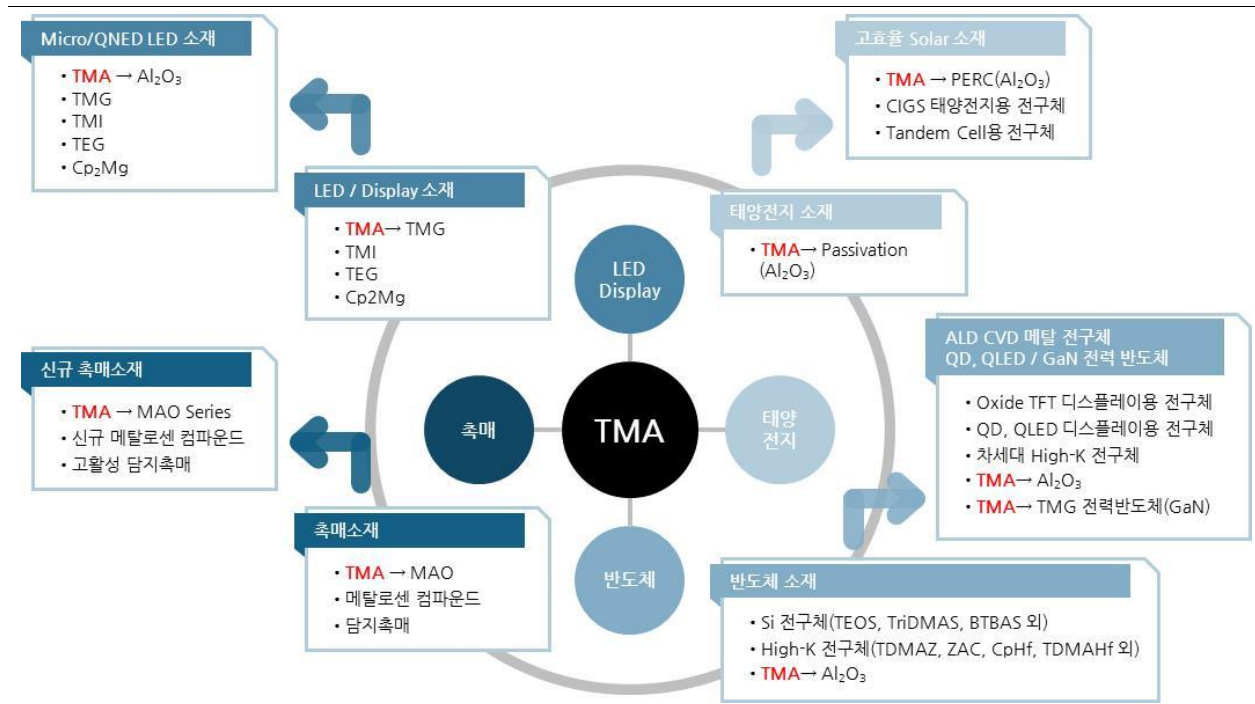 Micro/QNED LED 소재
• TMA → Al₂O₃
• TMG
• TMI
• TEG
• Cp₂Mg
고효율 Solar 소재
• TMA → PERC(Al₂O₃)
• CIGS 태양전지용 전구체
• Tandem Cell용 전구체
LED / Display 소재
• TMA→ TMG
• TMI
• TEG
• Cp2Mg
태양전지 소재
• TMA→ Passivation
(Al₂O₃)
LED
Display
신규 촉매소재
• TMA → MAO Series
• 신규 메탈로센 컴파운드
• 고활성 담지촉매
촉매
TMA
태양
전지
ALD CVD 메탈 전구체
QD, QLED / GaN 전력 반도체
• Oxide TFT 디스플레이용 전구체
• QD, QLED 디스플레이용 전구체
• 차세대 High-K 전구체
• TMA→ Al₂O₃
• TMA→ TMG 전력반도체(GaN)
촉매소재
• TMA → MAO
• 메탈로센 컴파운드
• 담지촉매
반도체
반도체 소재
• Si 전구체(TEOS, TriDMAS, BTBAS 외)
• High-K 전구체(TDMAZ, ZAC, CpHf, TDMAHf 외)
• TMA→ Al₂O₃